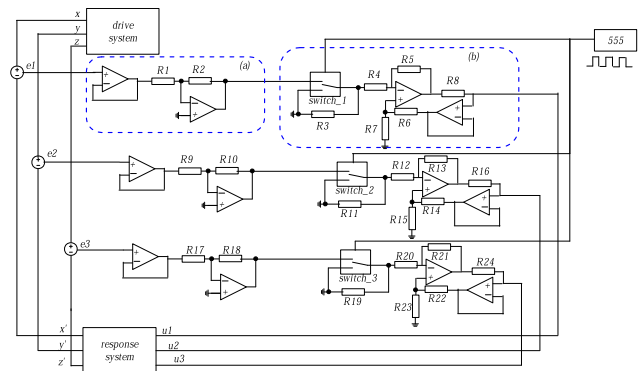 x
y
z
drive
system
555
e1
R1
R2
(a)
(b)
switch_1
R3
R4
R5
R6
R7
R8
e2
R9
R10
switch_2
R11
R12
R13
R14
R15
R16
e3
R17
R18
switch_3
R19
R20
R21
R22
R23
R24
x'
y'
z'
response
system
u1
u2
u3